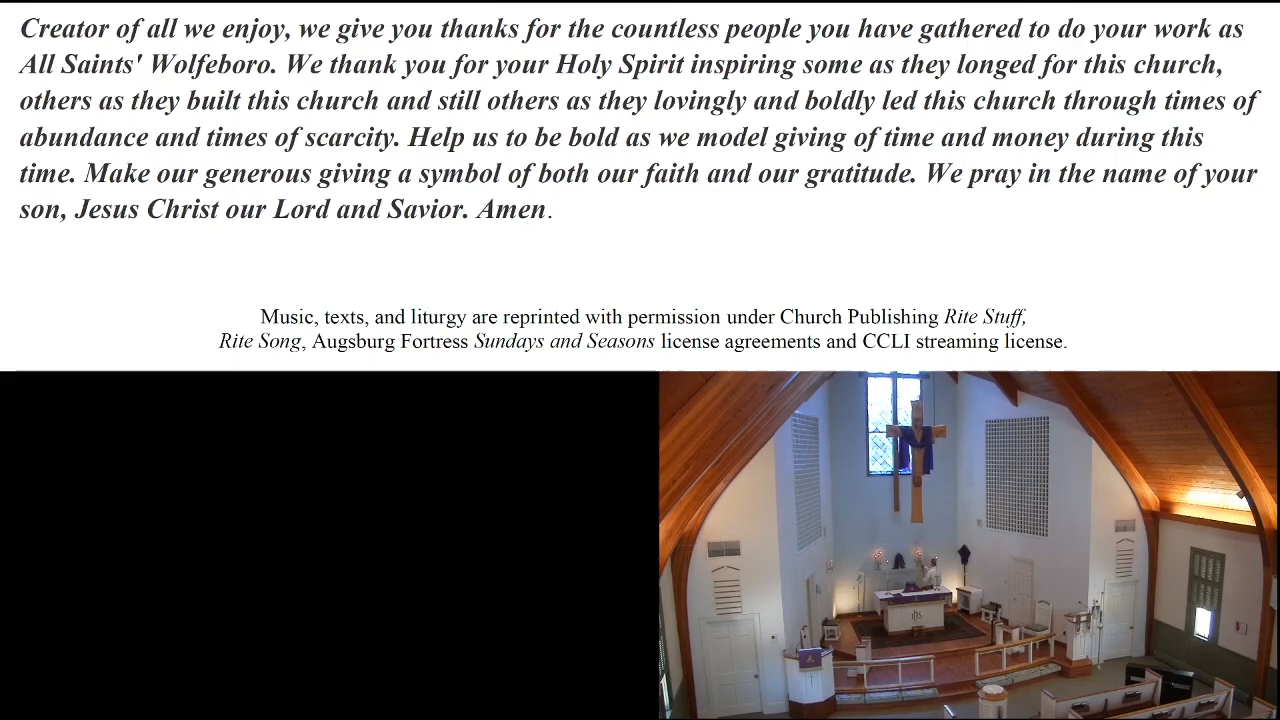 Creator of all we enjoy, we give you thanks for the countless people you have gathered to do your work as
All Saints' Wolfeboro. We thank you for your Holy Spirit inspiring some as they longed for this church,
others as they built this church and still others as they lovingly and boldly led this church through times of
abundance and times of scarcity. Help us to be bold as we model giving of time and money during this
time. Make our generous giving a symbol of both our faith and our gratitude. We pray in the name of your
son, Jesus Christ our Lord and Savior. Amen.
Music, texts, and liturgy are reprinted with permission under Church Publishing Rite Stuff,
Rite Song, Augsburg Fortress Sundays and Seasons license agreements and CCLI streaming license.